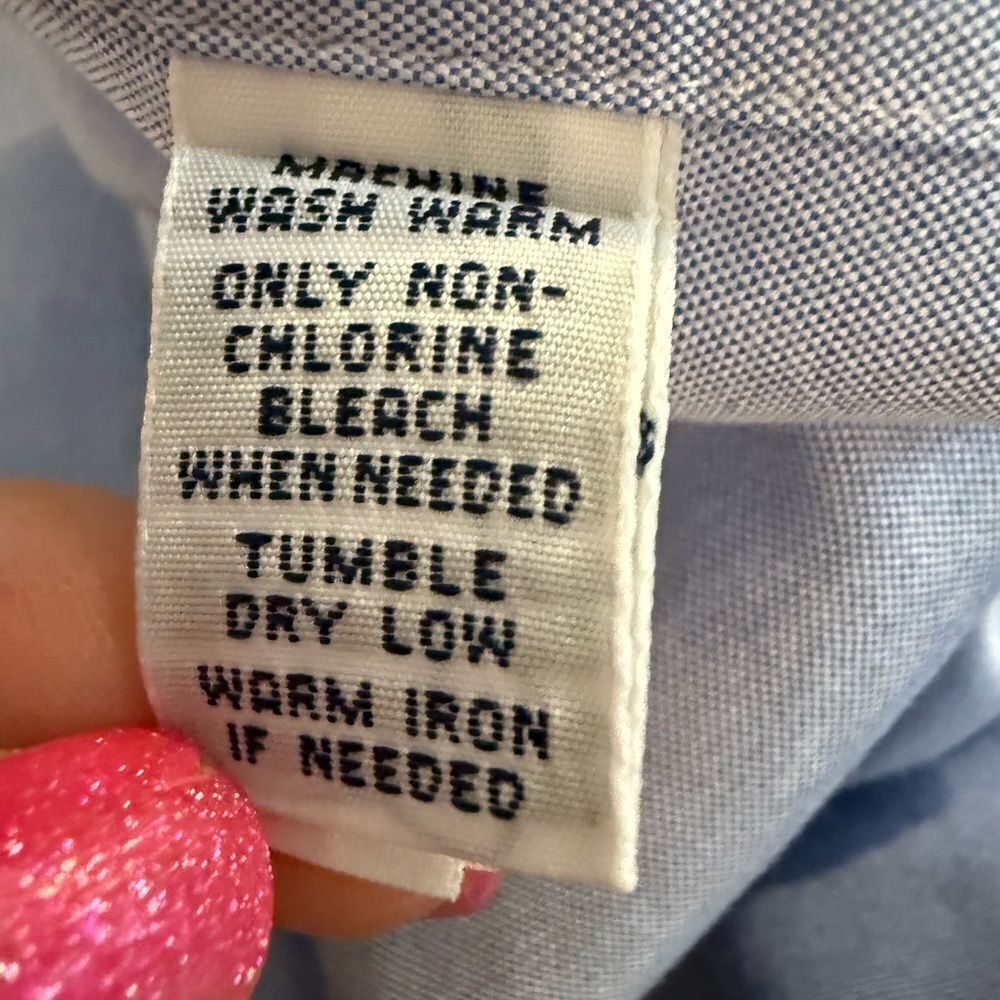 MACHINE
WASH WARM
ONLY NON-
CHLORINE
BLEACH
WHEN NEEDED
TUMBLE
DRY LOW
WARM IRON
IF NEEDED